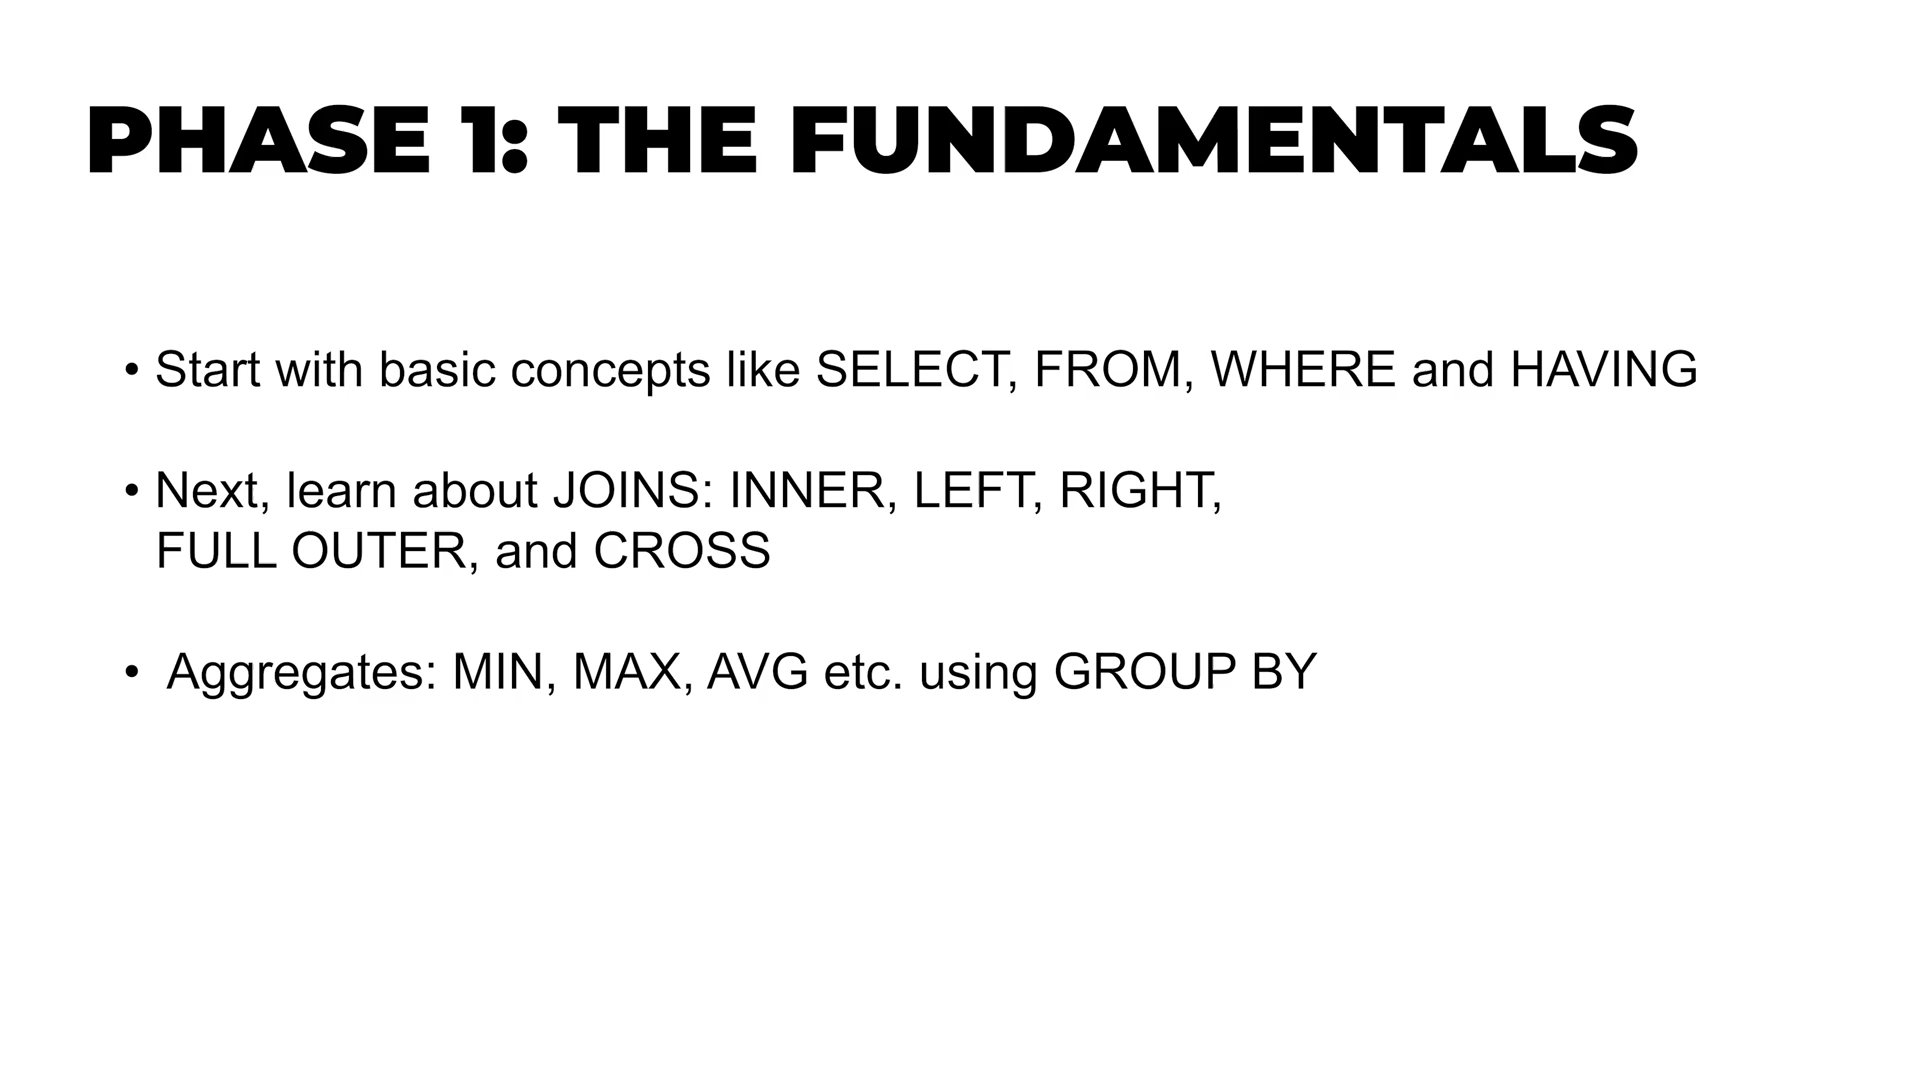 PHASE 1: THE FUNDAMENTALS
• Start with basic concepts like SELECT, FROM, WHERE and HAVING
• Next, learn about JOINS: INNER, LEFT, RIGHT,
FULL OUTER, and CROSS
• Aggregates: MIN, MAX, AVG etc. using GROUP BY